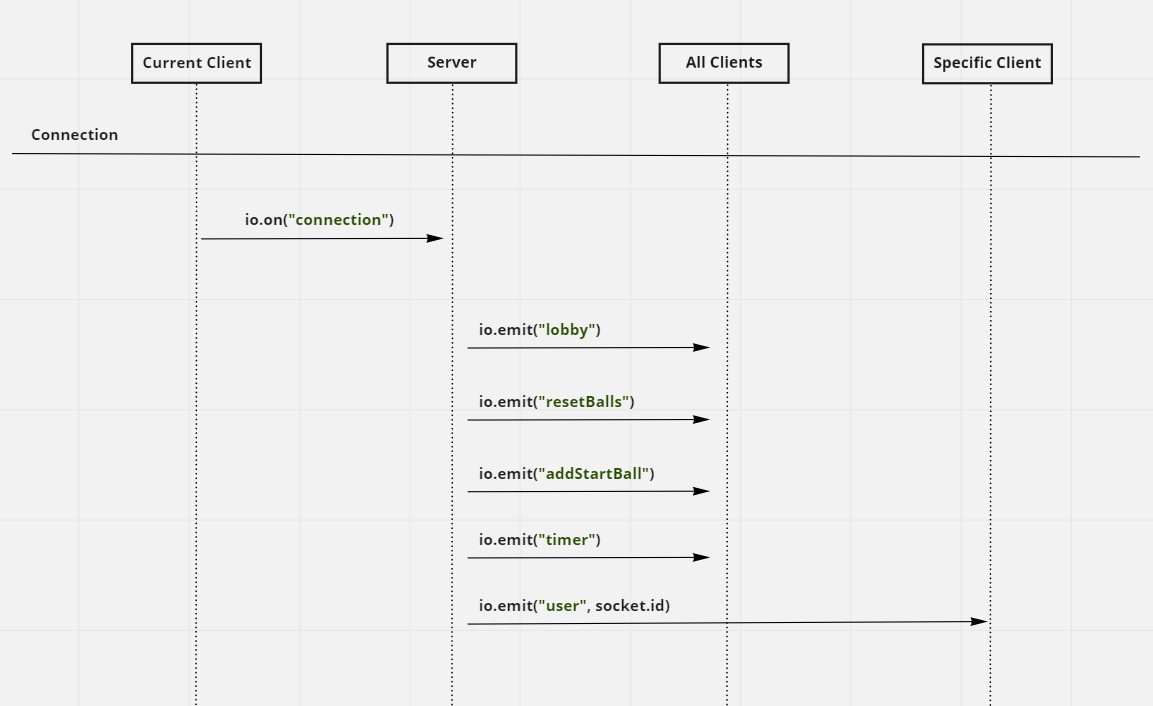 Current Client
Server
All Clients
Specific Client
Connection
io.on("connection")
io.emit("lobby")
io.emit("resetBalls")
io.emit("addStartBall")
io.emit("timer")
io.emit("user", socket.id)